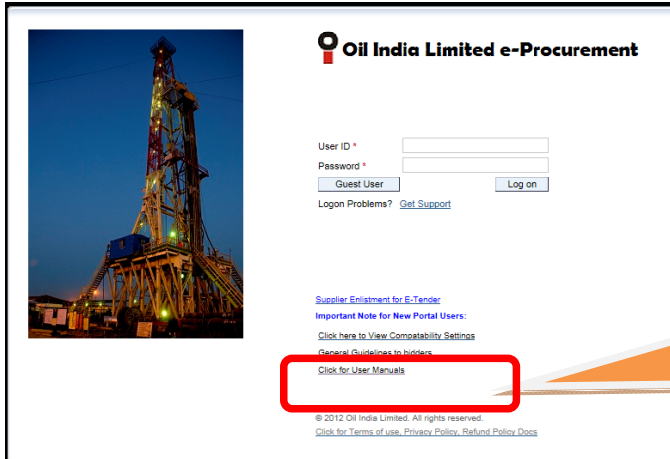 Oil India Limited e-Procurement
User ID *
Password *
Guest User Log on
Logon Problems? Get Support
Supplier Enlistment for E-Tender
Important Note for New Portal Users:
Click here to View Compatability Settings
General Guidelines to bidders
Click for User Manuals
© 2012 Oil India Limited. All rights reserved.
Click for Terms of use, Privacy Policy, Refund Policy Docs